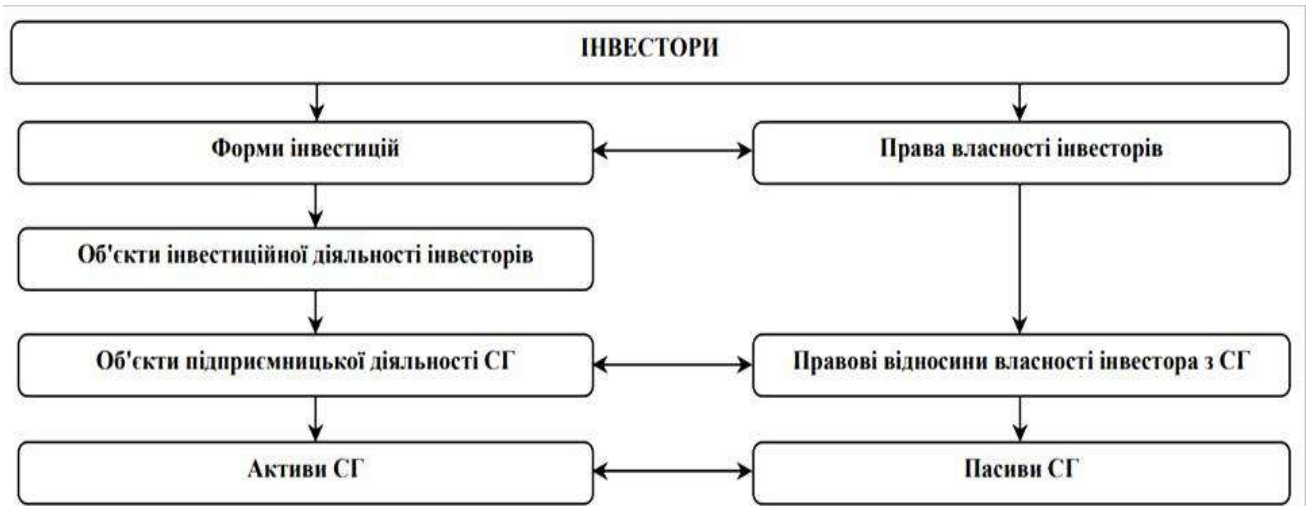 ІНВЕСТОРИ
Форми інвестицій
Права власності інвесторів
Об'єкти інвестиційної діяльності інвесторів
Об'єкти підприємницької діяльності СГ
Правові відносини власності інвестора з СГ
Активи СГ
Пасиви СГ